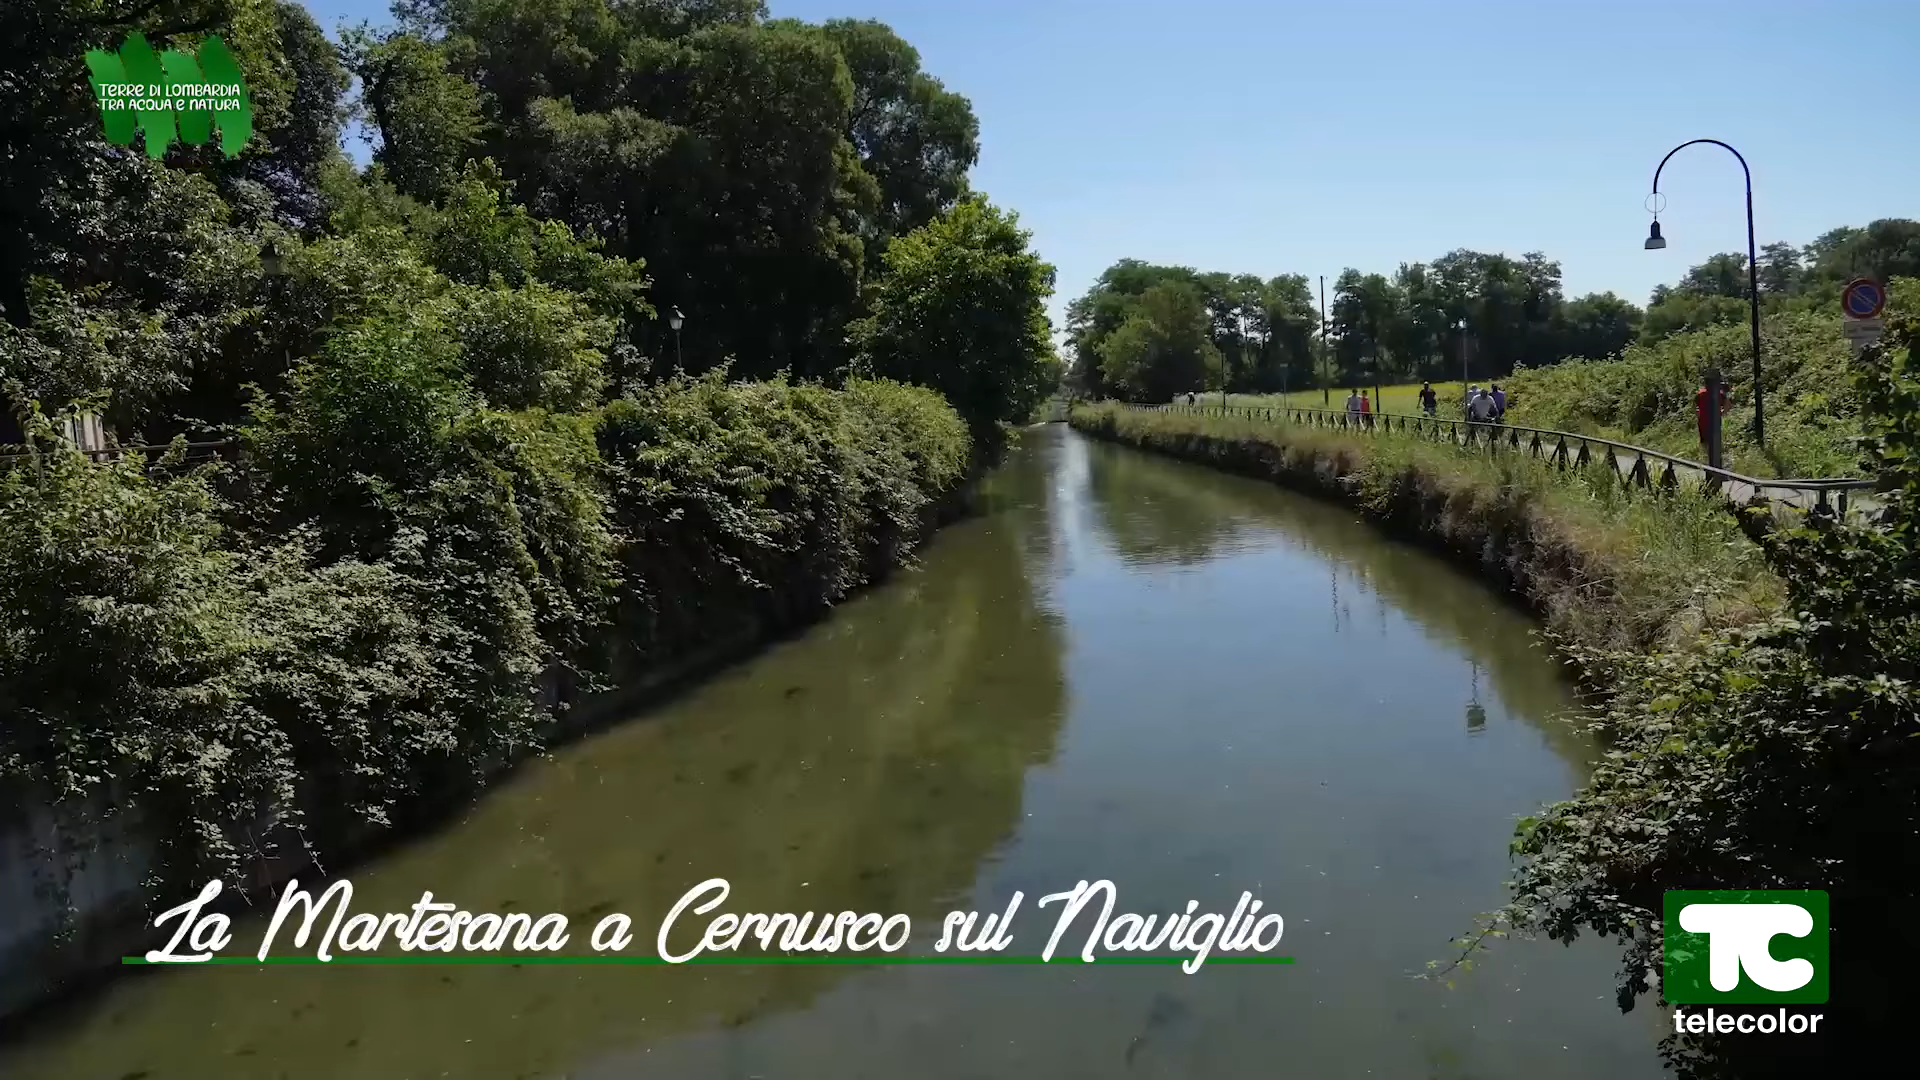 TERRE DI LOMBARDIA
TRA ACQUA E NATURA
La Martesana a Cernusco sul Naviglio
TC
telecolor